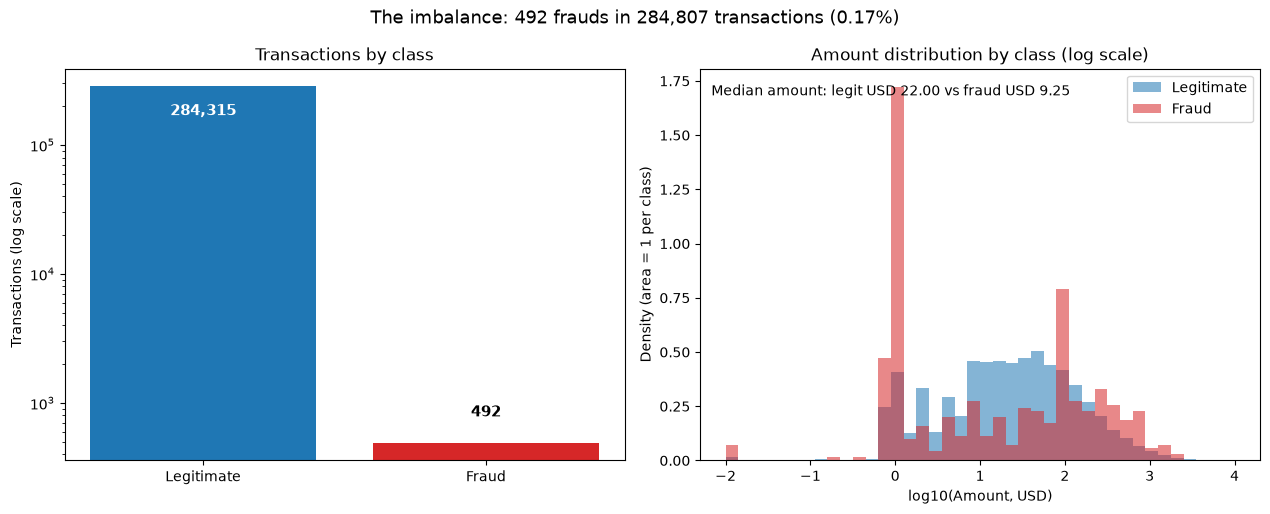 The imbalance: 492 frauds in 284,807 transactions (0.17%)
Transactions by class
Transactions (log scale)
10^5
10^4
10^3
284,315
492
Legitimate
Fraud
Amount distribution by class (log scale)
Median amount: legit USD 22.00 vs fraud USD 9.25
Legitimate
Fraud
Density (area = 1 per class)
1.75
1.50
1.25
1.00
0.75
0.50
0.25
0.00
−2
−1
0
1
2
3
4
log10(Amount, USD)